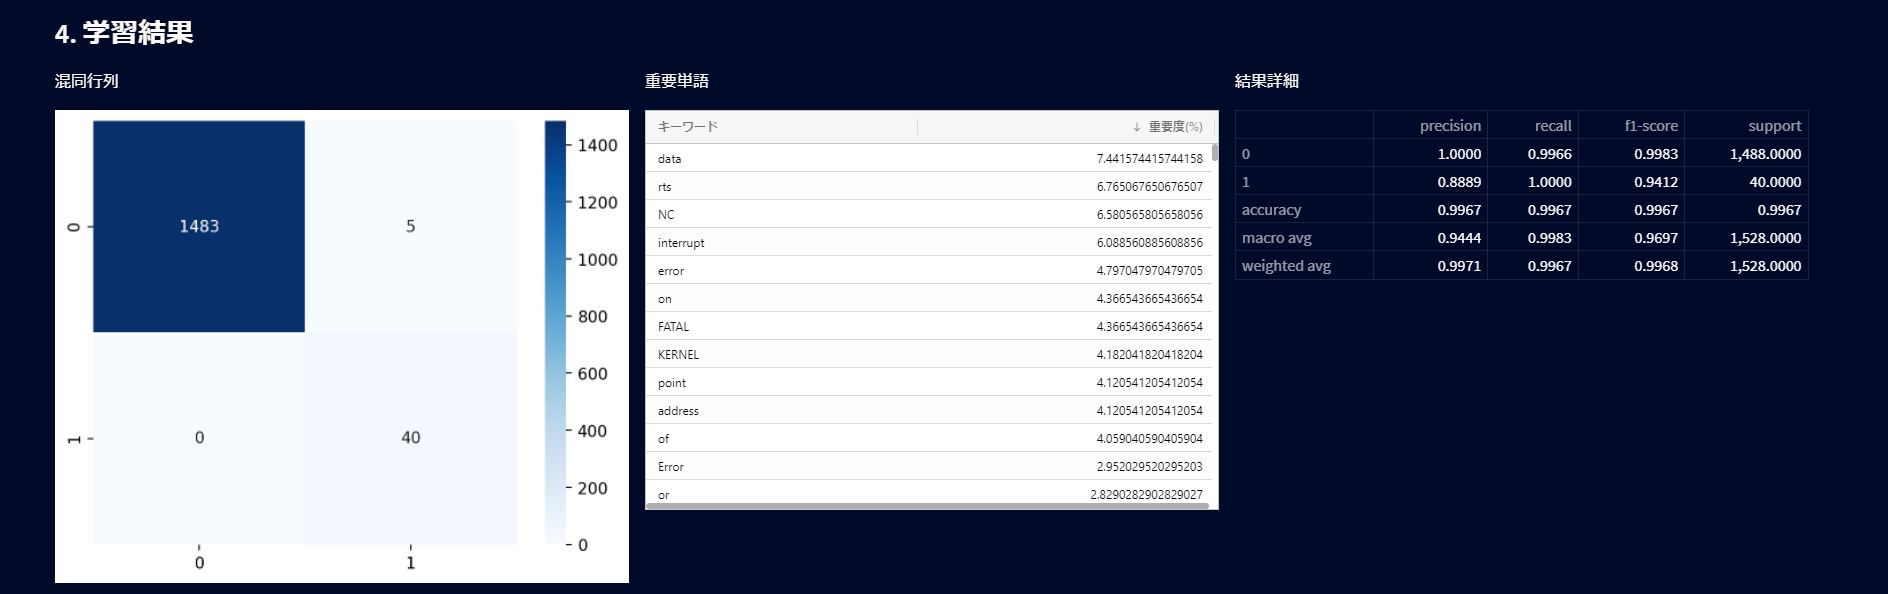 4. 学習結果
混同行列
1400
1200
1000
800
600
400
200
0
0
1483
5
1
0
40
0
1
重要単語
キーワード ↓ 重要度(%)
data 7.441574415744158
rts 6.765067650676507
NC 6.580565805658056
interrupt 6.088560885608856
error 4.797047970479705
on 4.366543665436654
FATAL 4.366543665436654
KERNEL 4.182041820418204
point 4.120541205412054
address 4.120541205412054
of 4.059040590405904
Error 2.952029520295203
or 2.8290282902829027
結果詳細
precision recall f1-score support
0 1.0000 0.9966 0.9983 1,488.0000
1 0.8889 1.0000 0.9412 40.0000
accuracy 0.9967 0.9967 0.9967 0.9967
macro avg 0.9444 0.9983 0.9697 1,528.0000
weighted avg 0.9971 0.9967 0.9968 1,528.0000